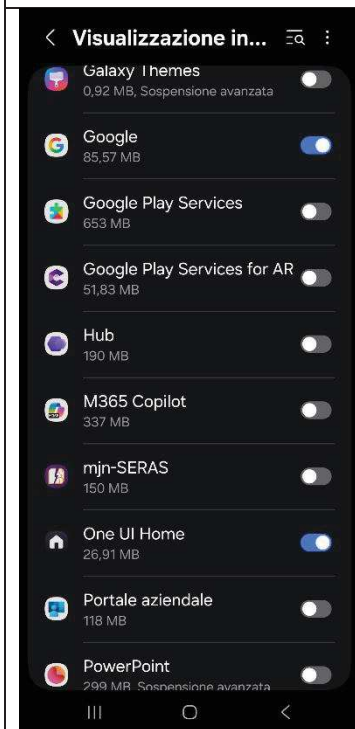 Visualizzazione in...
Galaxy Themes
0,92 MB, Sospensione avanzata
Google
85,57 MB
Google Play Services
653 MB
Google Play Services for AR
51,83 MB
Hub
190 MB
M365 Copilot
337 MB
mjn-SERAS
150 MB
One UI Home
26,91 MB
Portale aziendale
118 MB
PowerPoint
299 MB, Sospensione avanzata